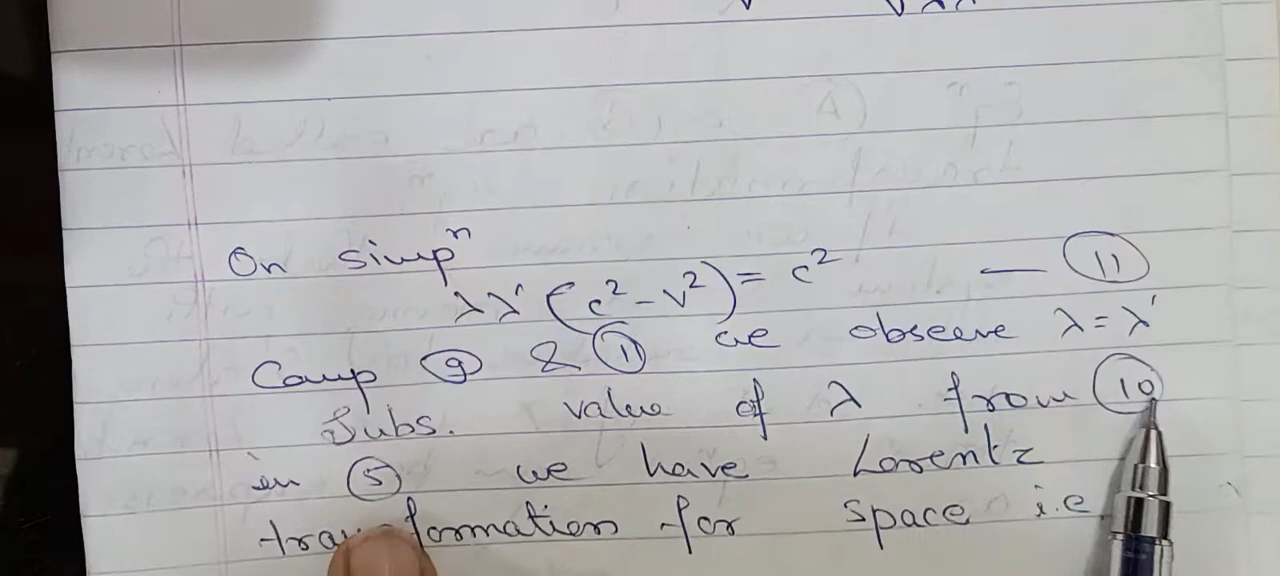 On simpⁿ
λλ' (c² - v²) = c² — (11)
Comp (9) & (11) we observe λ = λ'
Subs. value of λ from (10)
in (5) we have Lorentz
transformation for space i.e